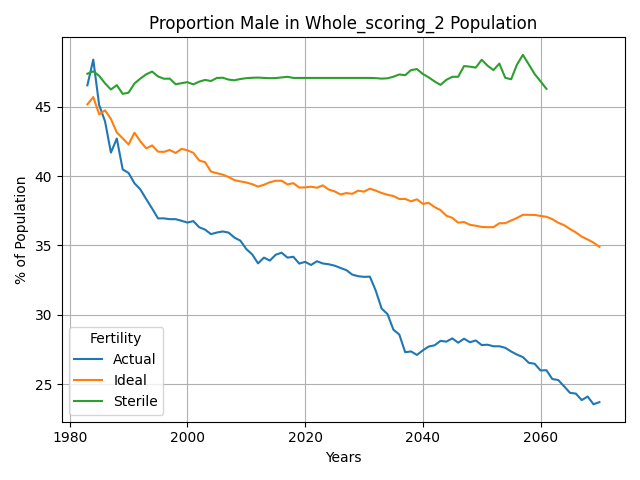 Proportion Male in Whole_scoring_2 Population
% of Population
45
40
35
30
25
Fertility
Actual
Ideal
Sterile
1980 2000 2020 2040 2060
Years